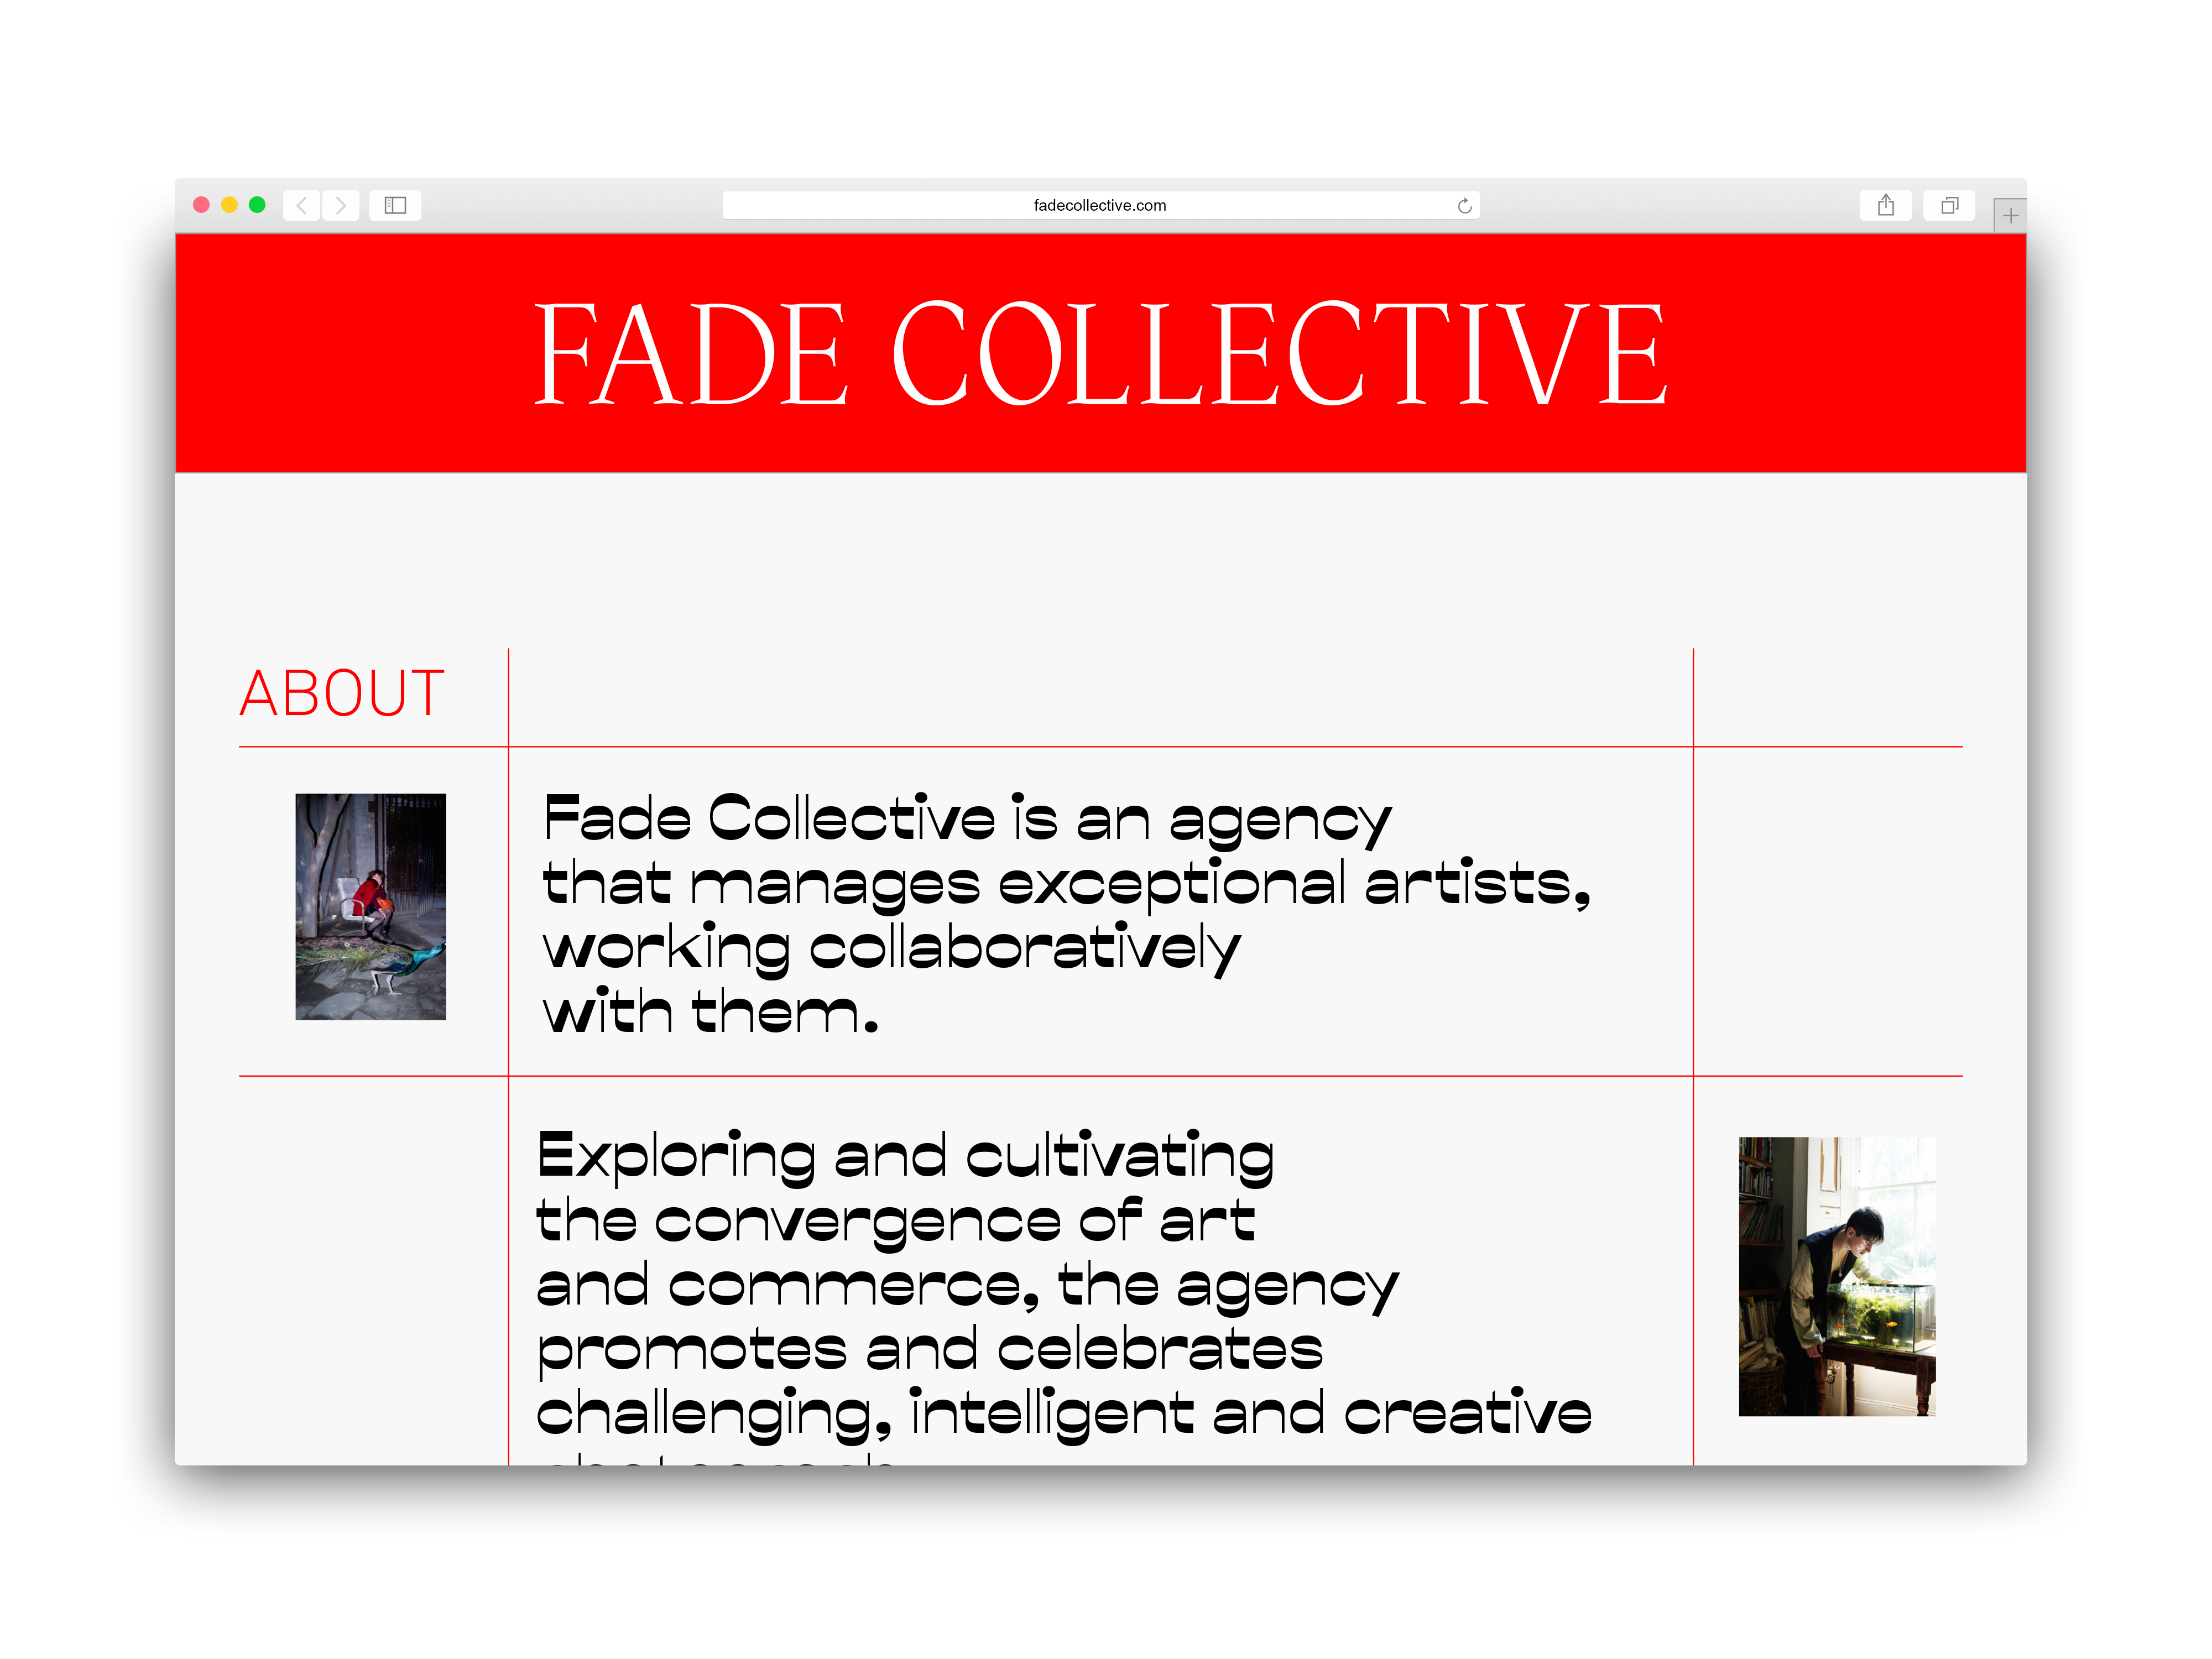 fadecollective.com
FADE COLLECTIVE
ABOUT
Fade Collective is an agency
that manages exceptional artists,
working collaboratively
with them.
Exploring and cultivating
the convergence of art
and commerce, the agency
promotes and celebrates
challenging, intelligent and creative